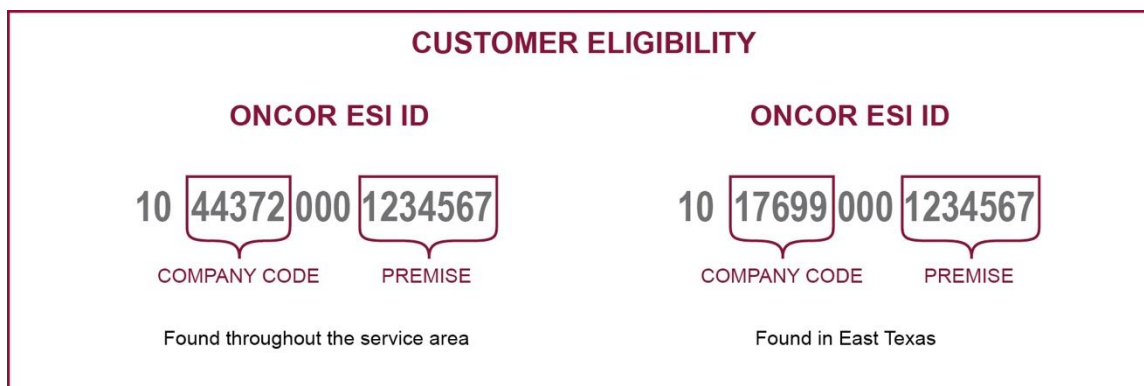 CUSTOMER ELIGIBILITY
ONCOR ESI ID
10 44372 000 1234567
COMPANY CODE PREMISE
Found throughout the service area
ONCOR ESI ID
10 17699 000 1234567
COMPANY CODE PREMISE
Found in East Texas